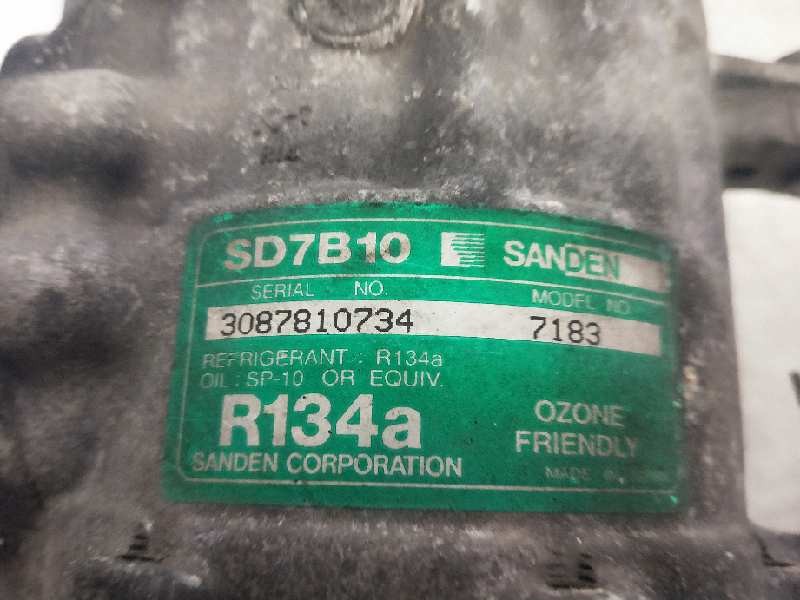 SD7B10 SANDEN
SERIAL NO. MODEL NO.
3087810734 7183
REFRIGERANT : R134a
OIL : SP-10 OR EQUIV.
R134a OZONE
FRIENDLY
SANDEN CORPORATION MADE